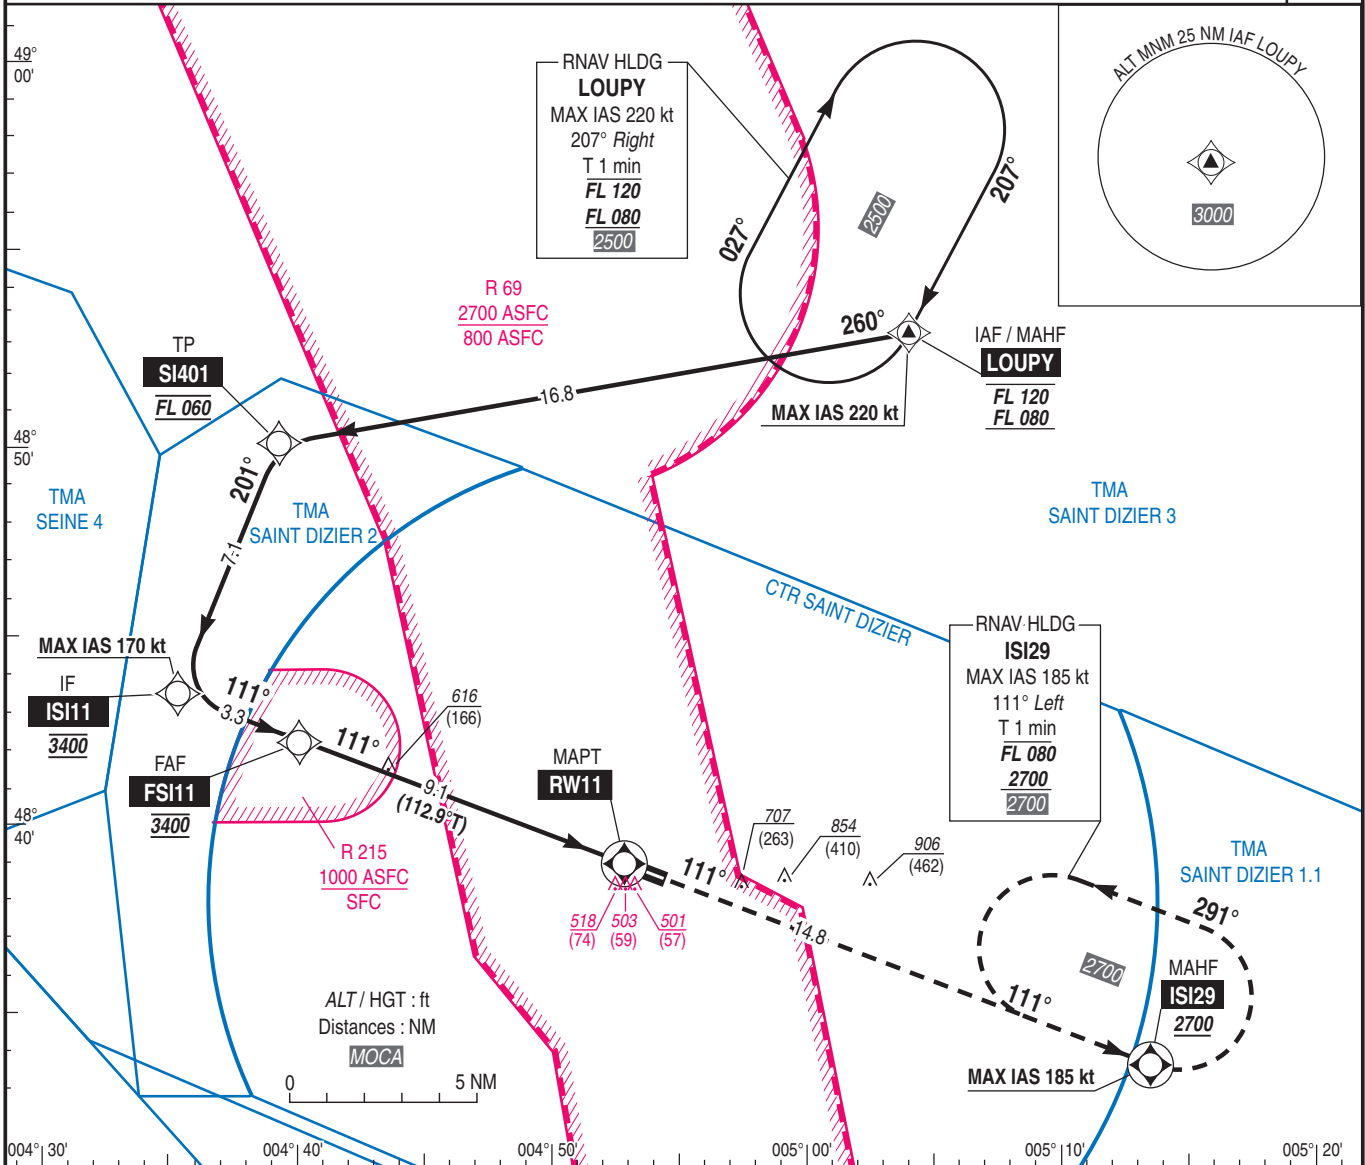 49°
00'
RNAV HLDG
LOUPY
MAX IAS 220 kt
207° Right
T 1 min
FL 120
FL 080
2500
027°
2500
207°
ALT MNM 25 NM IAF LOUPY
3000
R 69
2700 ASFC
800 ASFC
260°
IAF / MAHF
LOUPY
FL 120
FL 080
TP
SI401
FL 060
16.8
MAX IAS 220 kt
48°
50'
201°
TMA
SEINE 4
TMA
SAINT DIZIER 2
TMA
SAINT DIZIER 3
7.1
CTR SAINT DIZIER
MAX IAS 170 kt
IF
ISI11
3400
111°
3.3
616
(166)
111°
RNAV HLDG
ISI29
MAX IAS 185 kt
111° Left
T 1 min
FL 080
2700
2700
FAF
FSI11
3400
9.1
(112.9°T)
MAPT
RW11
48°
40'
R 215
1000 ASFC
SFC
111°
707
(263)
854
(410)
906
(462)
TMA
SAINT DIZIER 1.1
518
(74)
503
(59)
501
(57)
14.8
291°
2700
111°
MAHF
ISI29
2700
ALT / HGT : ft
Distances : NM
MOCA
0
5 NM
MAX IAS 185 kt
004° 30'
004° 40'
004° 50'
005° 00'
005° 10'
005° 20'